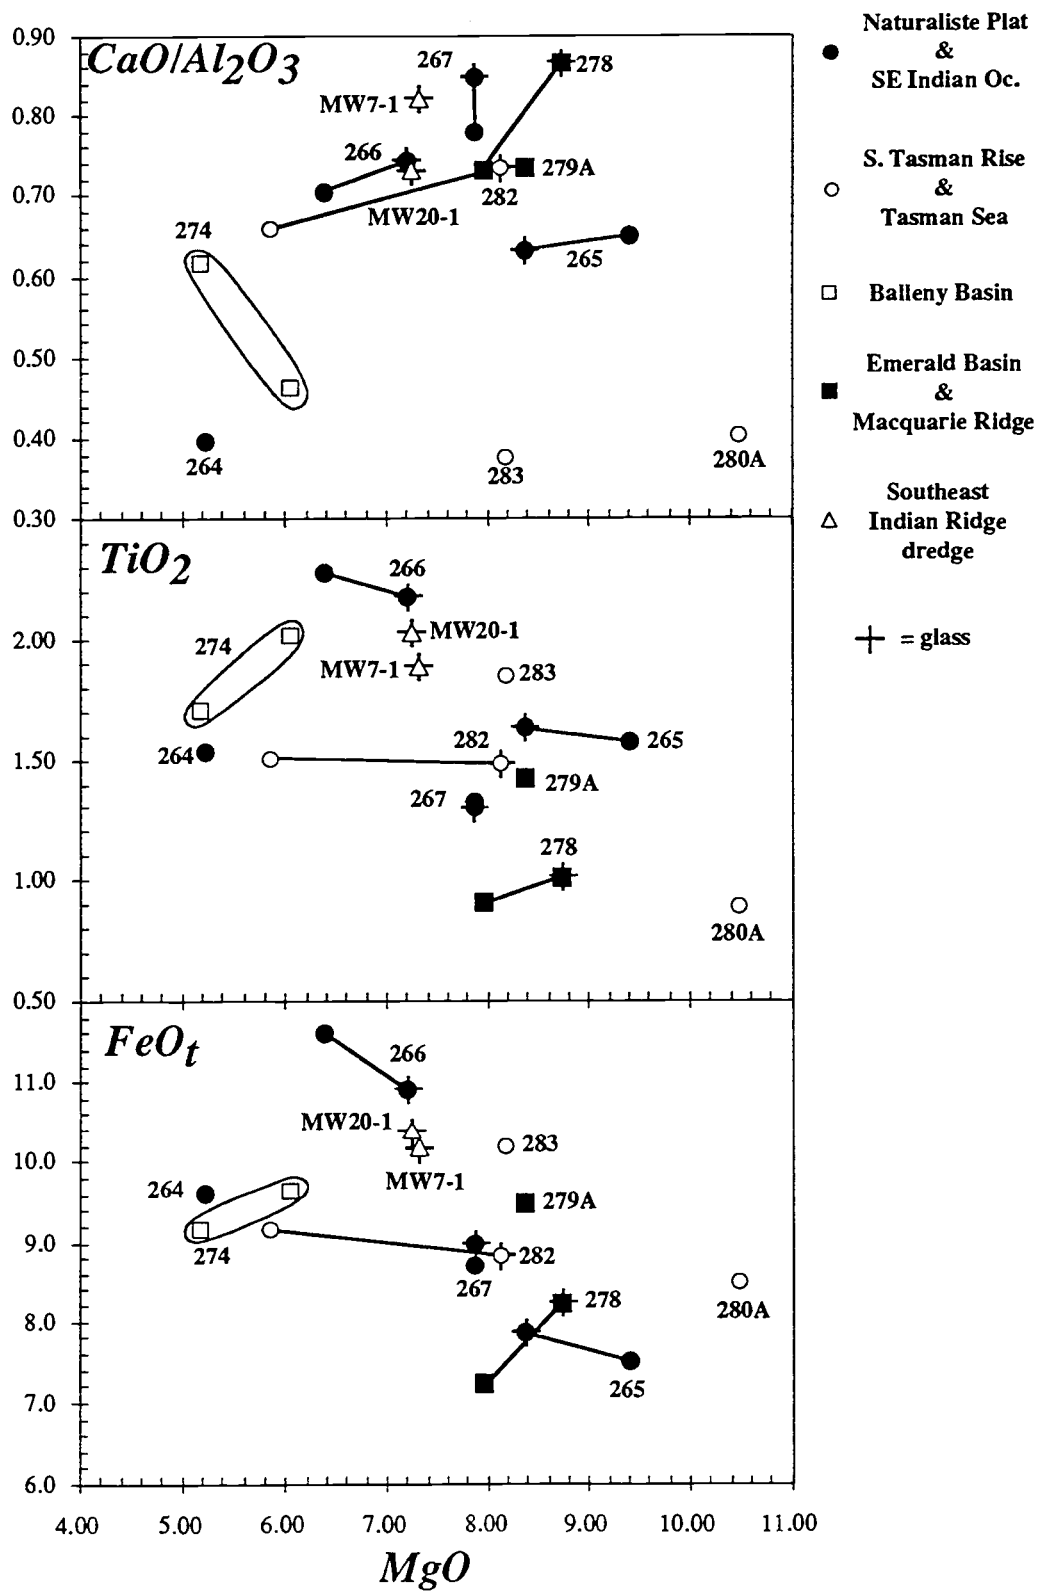 CaO/Al2O3
0.90
0.80
0.70
0.60
0.50
0.40
0.30
267
278
MW7-1
266
279A
282
MW20-1
274
265
264
283
280A
TiO2
2.00
1.50
1.00
0.50
266
274
MW20-1
MW7-1
283
264
282
265
267
279A
278
280A
FeOt
11.0
10.0
9.0
8.0
7.0
6.0
266
MW20-1
283
MW7-1
264
279A
274
282
267
278
280A
265
4.00 5.00 6.00 7.00 8.00 9.00 10.00 11.00
MgO
Naturaliste Plat
&
SE Indian Oc.
S. Tasman Rise
&
Tasman Sea
Balleny Basin
Emerald Basin
&
Macquarie Ridge
Southeast
Indian Ridge
dredge
= glass